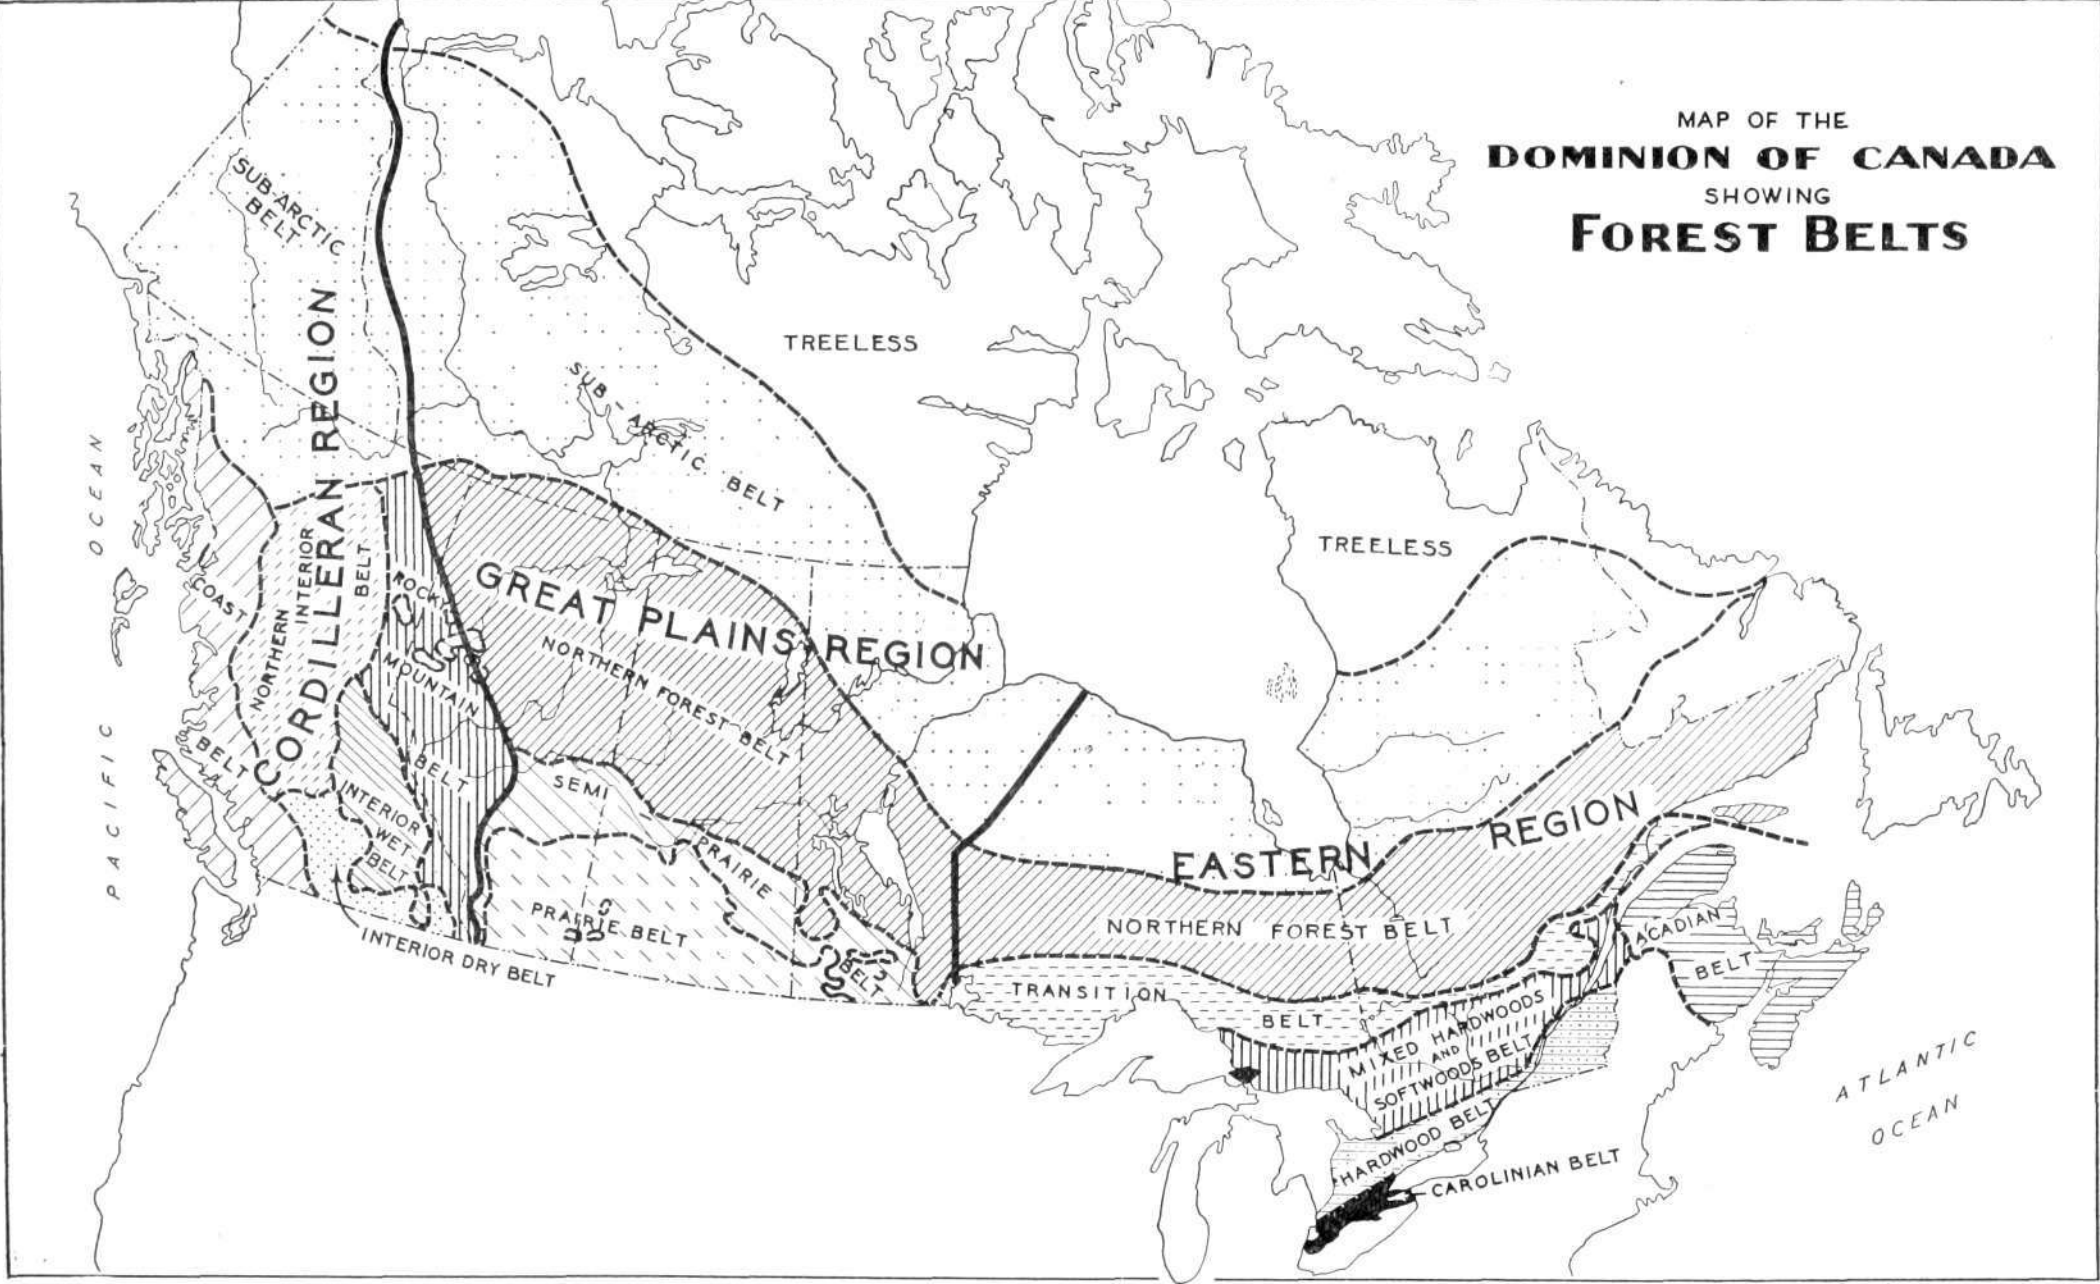 MAP OF THE
DOMINION OF CANADA
SHOWING
FOREST BELTS
SUB-ARCTIC
BELT
CORDILLERAN REGION
TREELESS
SUB-ARCTIC BELT
TREELESS
PACIFIC OCEAN
COAST
BELT
NORTHERN
INTERIOR
BELT
ROCKY
MOUNTAIN
BELT
GREAT PLAINS REGION
NORTHERN FOREST BELT
INTERIOR
WET
BELT
SEMI
PRAIRIE
BELT
PRAIRIE BELT
INTERIOR DRY BELT
EASTERN REGION
NORTHERN FOREST BELT
TRANSITION
BELT
MIXED HARDWOODS
AND
SOFTWOODS BELT
HARDWOOD BELT
CAROLINIAN BELT
ACADIAN
BELT
ATLANTIC
OCEAN